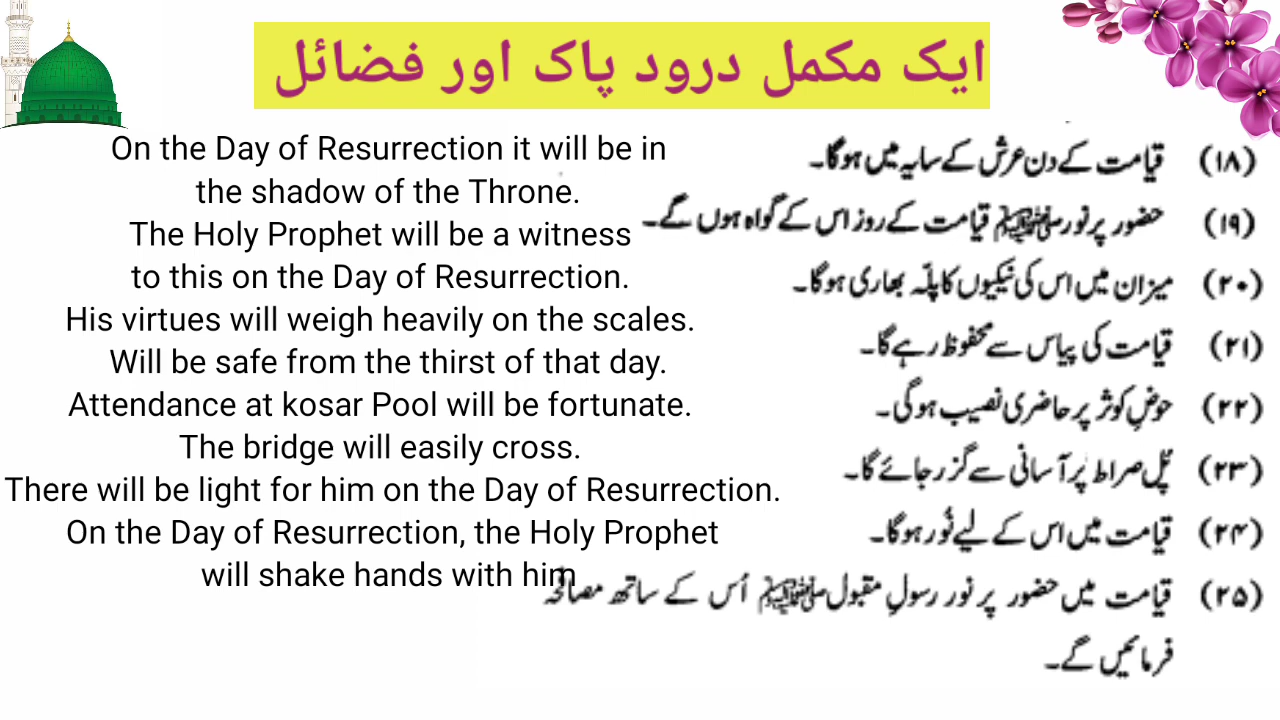 ایک مکمل درود پاک اور فضائل
On the Day of Resurrection it will be in
the shadow of the Throne.
The Holy Prophet will be a witness
to this on the Day of Resurrection.
His virtues will weigh heavily on the scales.
Will be safe from the thirst of that day.
Attendance at kosar Pool will be fortunate.
The bridge will easily cross.
There will be light for him on the Day of Resurrection.
On the Day of Resurrection, the Holy Prophet
will shake hands with him
(۱۸) قیامت کے دن عرش کے سایہ میں ہوگا۔
(۱۹) حضور پرنور ﷺ قیامت کے روز اس کے گواہ ہوں گے۔
(۲۰) میزان میں اس کی نیکیوں کا پلّہ بھاری ہوگا۔
(۲۱) قیامت کی پیاس سے محفوظ رہے گا۔
(۲۲) حوضِ کوثر پر حاضری نصیب ہوگی۔
(۲۳) پُل صراط پر آسانی سے گزر جائے گا۔
(۲۴) قیامت میں اس کے لیے نُور ہوگا۔
(۲۵) قیامت میں حضور پر نور رسولِ مقبول ﷺ اُس کے ساتھ مصافحہ
فرمائیں گے۔